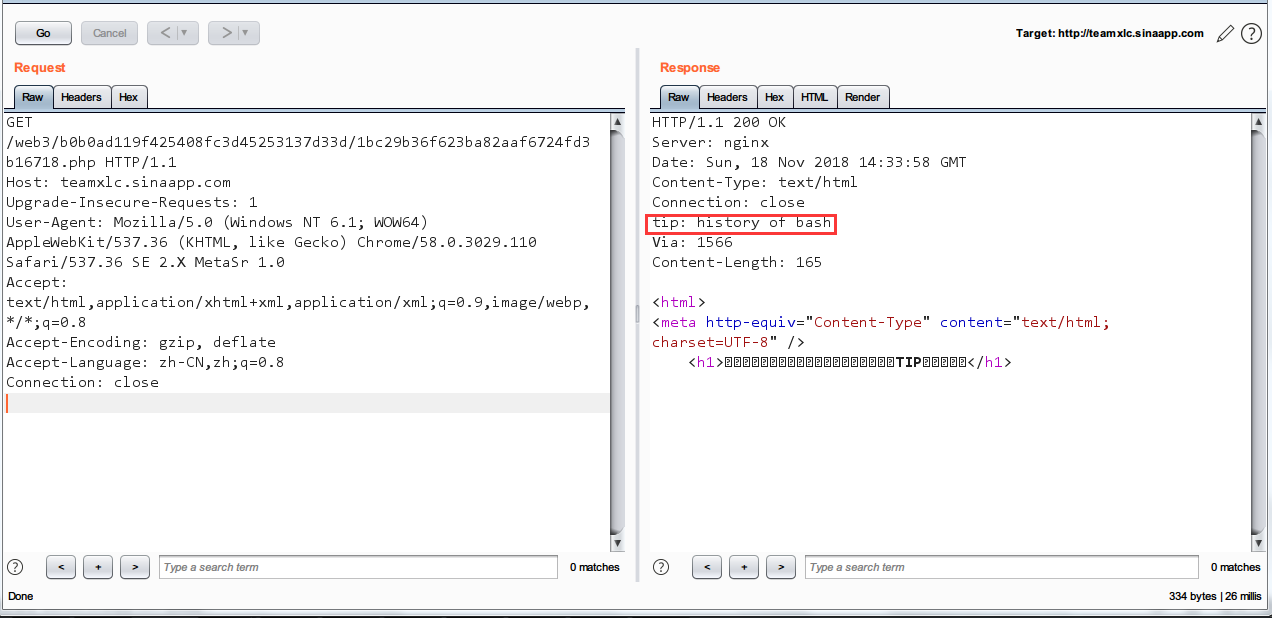 Go
Cancel
<
>
Target: http://teamxlc.sinaapp.com
?
Request
Raw
Headers
Hex
GET
/web3/b0b0ad119f425408fc3d45253137d33d/1bc29b36f623ba82aaf6724fd3
b16718.php HTTP/1.1
Host: teamxlc.sinaapp.com
Upgrade-Insecure-Requests: 1
User-Agent: Mozilla/5.0 (Windows NT 6.1; WOW64)
AppleWebKit/537.36 (KHTML, like Gecko) Chrome/58.0.3029.110
Safari/537.36 SE 2.X MetaSr 1.0
Accept:
text/html,application/xhtml+xml,application/xml;q=0.9,image/webp,
*/*;q=0.8
Accept-Encoding: gzip, deflate
Accept-Language: zh-CN,zh;q=0.8
Connection: close
?
<
+
>
Type a search term
0 matches
Response
Raw
Headers
Hex
HTML
Render
HTTP/1.1 200 OK
Server: nginx
Date: Sun, 18 Nov 2018 14:33:58 GMT
Content-Type: text/html
Connection: close
tip: history of bash
Via: 1566
Content-Length: 165
<html>
<meta http-equiv="Content-Type" content="text/html;
charset=UTF-8" />
<h1>TIP</h1>
?
<
+
>
Type a search term
0 matches
Done
334 bytes | 26 millis